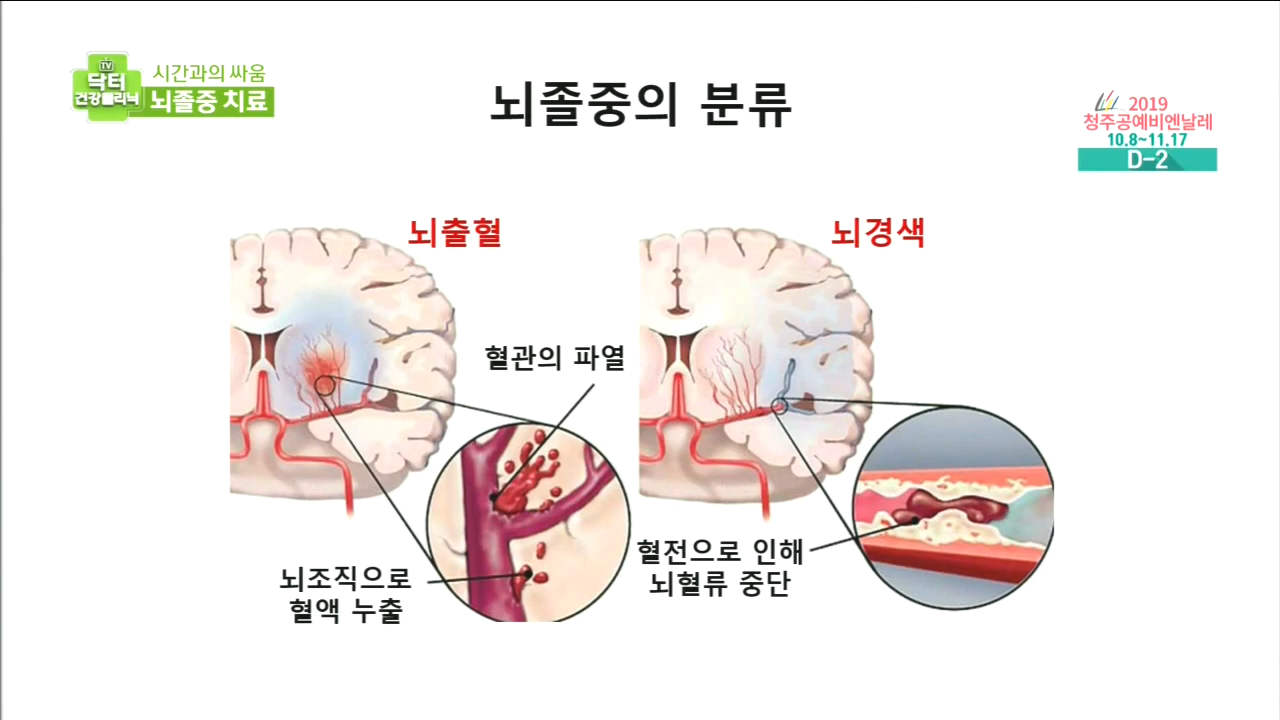 TV
닥터
건강클리닉
시간과의 싸움
뇌졸중 치료
뇌졸중의 분류
2019
청주공예비엔날레
10.8~11.17
D-2
뇌출혈
뇌경색
혈관의 파열
뇌조직으로
혈액 누출
혈전으로 인해
뇌혈류 중단